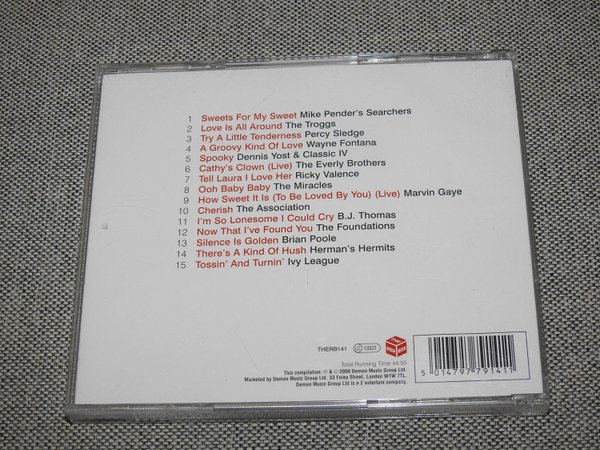 1 Sweets For My Sweet Mike Pender's Searchers
2 Love Is All Around The Troggs
3 Try A Little Tenderness Percy Sledge
4 A Groovy Kind Of Love Wayne Fontana
5 Spooky Dennis Yost & Classic IV
6 Cathy's Clown (Live) The Everly Brothers
7 Tell Laura I Love Her Ricky Valence
8 Ooh Baby Baby The Miracles
9 How Sweet It Is (To Be Loved By You) (Live) Marvin Gaye
10 Cherish The Association
11 I'm So Lonesome I Could Cry B.J. Thomas
12 Now That I've Found You The Foundations
13 Silence Is Golden Brian Poole
14 There's A Kind Of Hush Herman's Hermits
15 Tossin' And Turnin' Ivy League
THERB141
LC 13227
THE RED BOX
Total Running Time 44.50
This compilation: ℗ & © 2000 Demon Music Group Ltd.
Marketed by Demon Music Group Ltd. 33 Foley Street, London W1W 7TL.
Demon Music Group Ltd is a 2 entertain company.
5 014797 791411